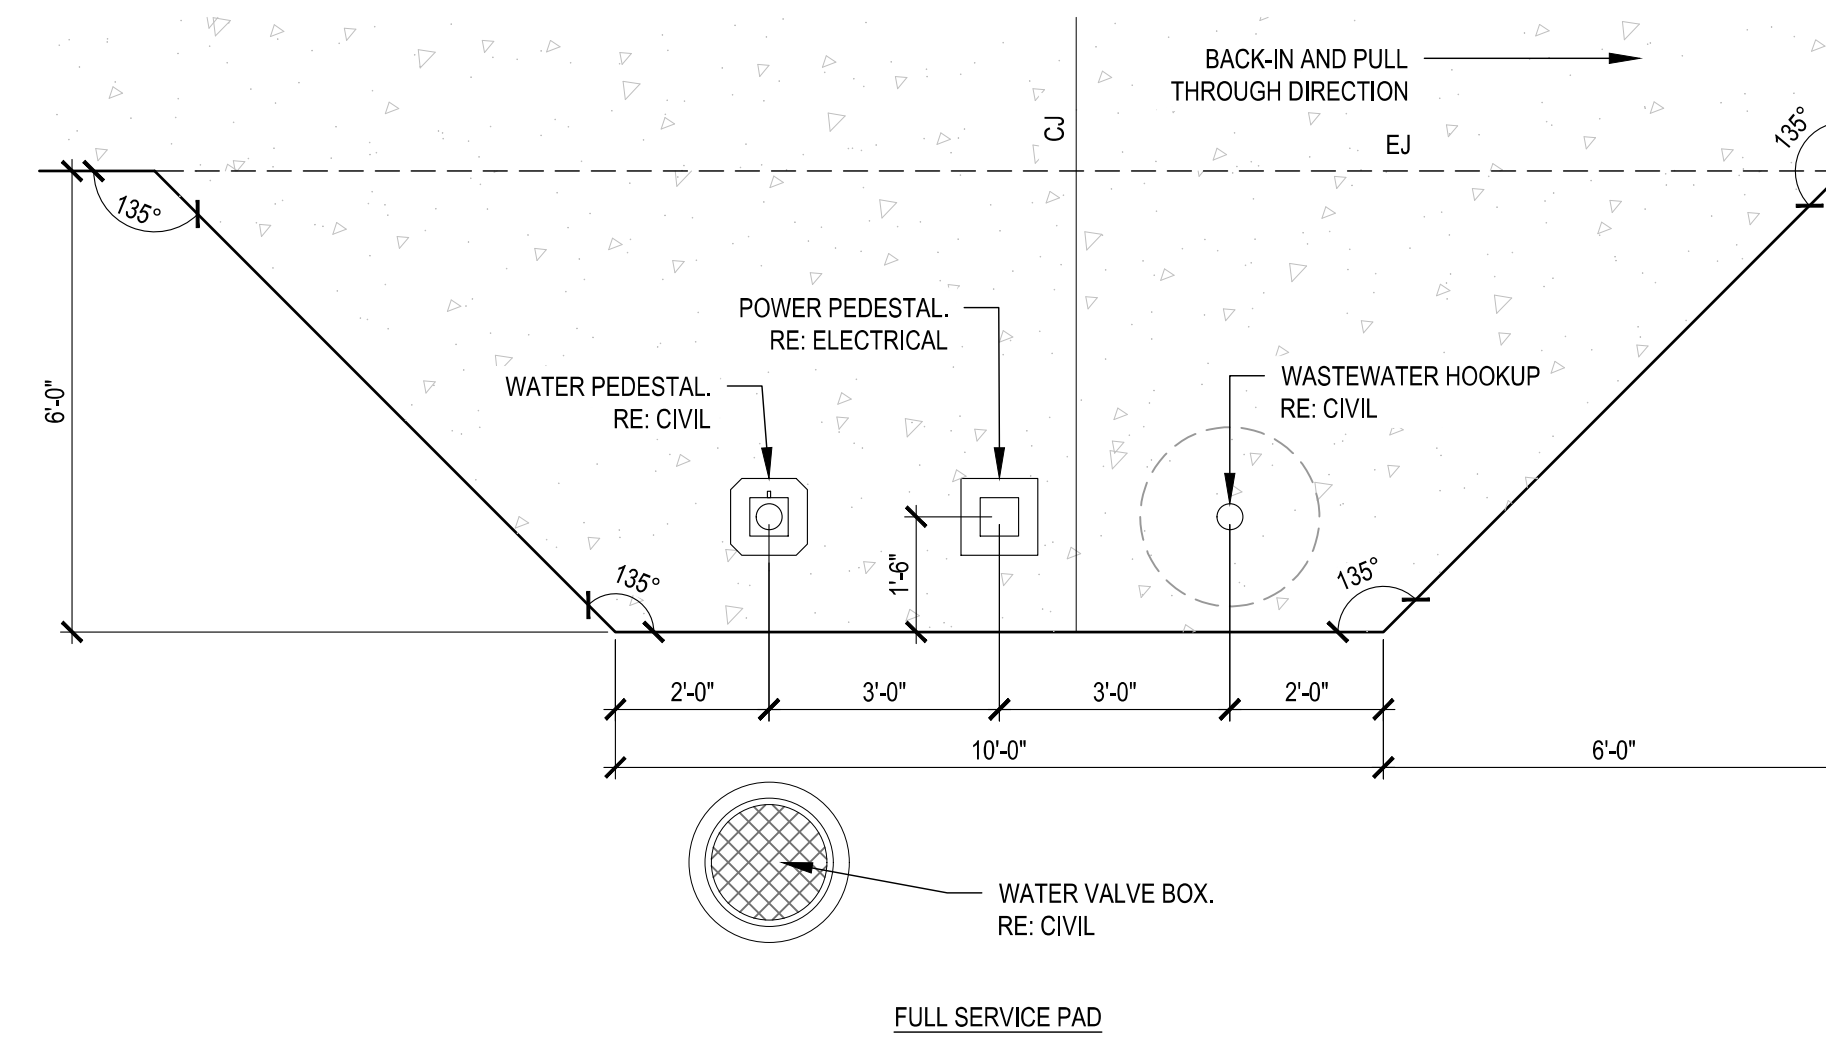 BACK-IN AND PULL
THROUGH DIRECTION
CJ
EJ
135°
135°
POWER PEDESTAL.
RE: ELECTRICAL
WATER PEDESTAL.
RE: CIVIL
WASTEWATER HOOKUP
RE: CIVIL
6'-0"
1'-6"
135°
135°
2'-0"
3'-0"
3'-0"
2'-0"
10'-0"
6'-0"
WATER VALVE BOX.
RE: CIVIL
FULL SERVICE PAD